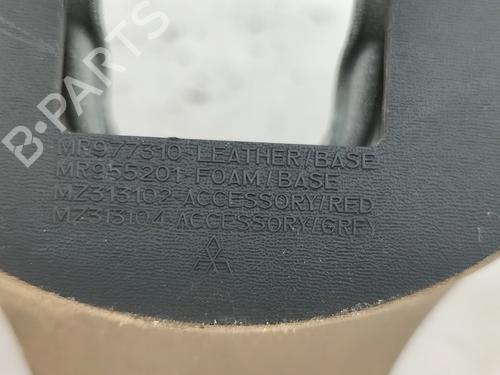 B-PARTS
MR977310 LEATHER/BASE
MR955201 FOAM/BASE
MZ313102 ACCESSORY/RED
MZ313104 ACCESSORY/GREY